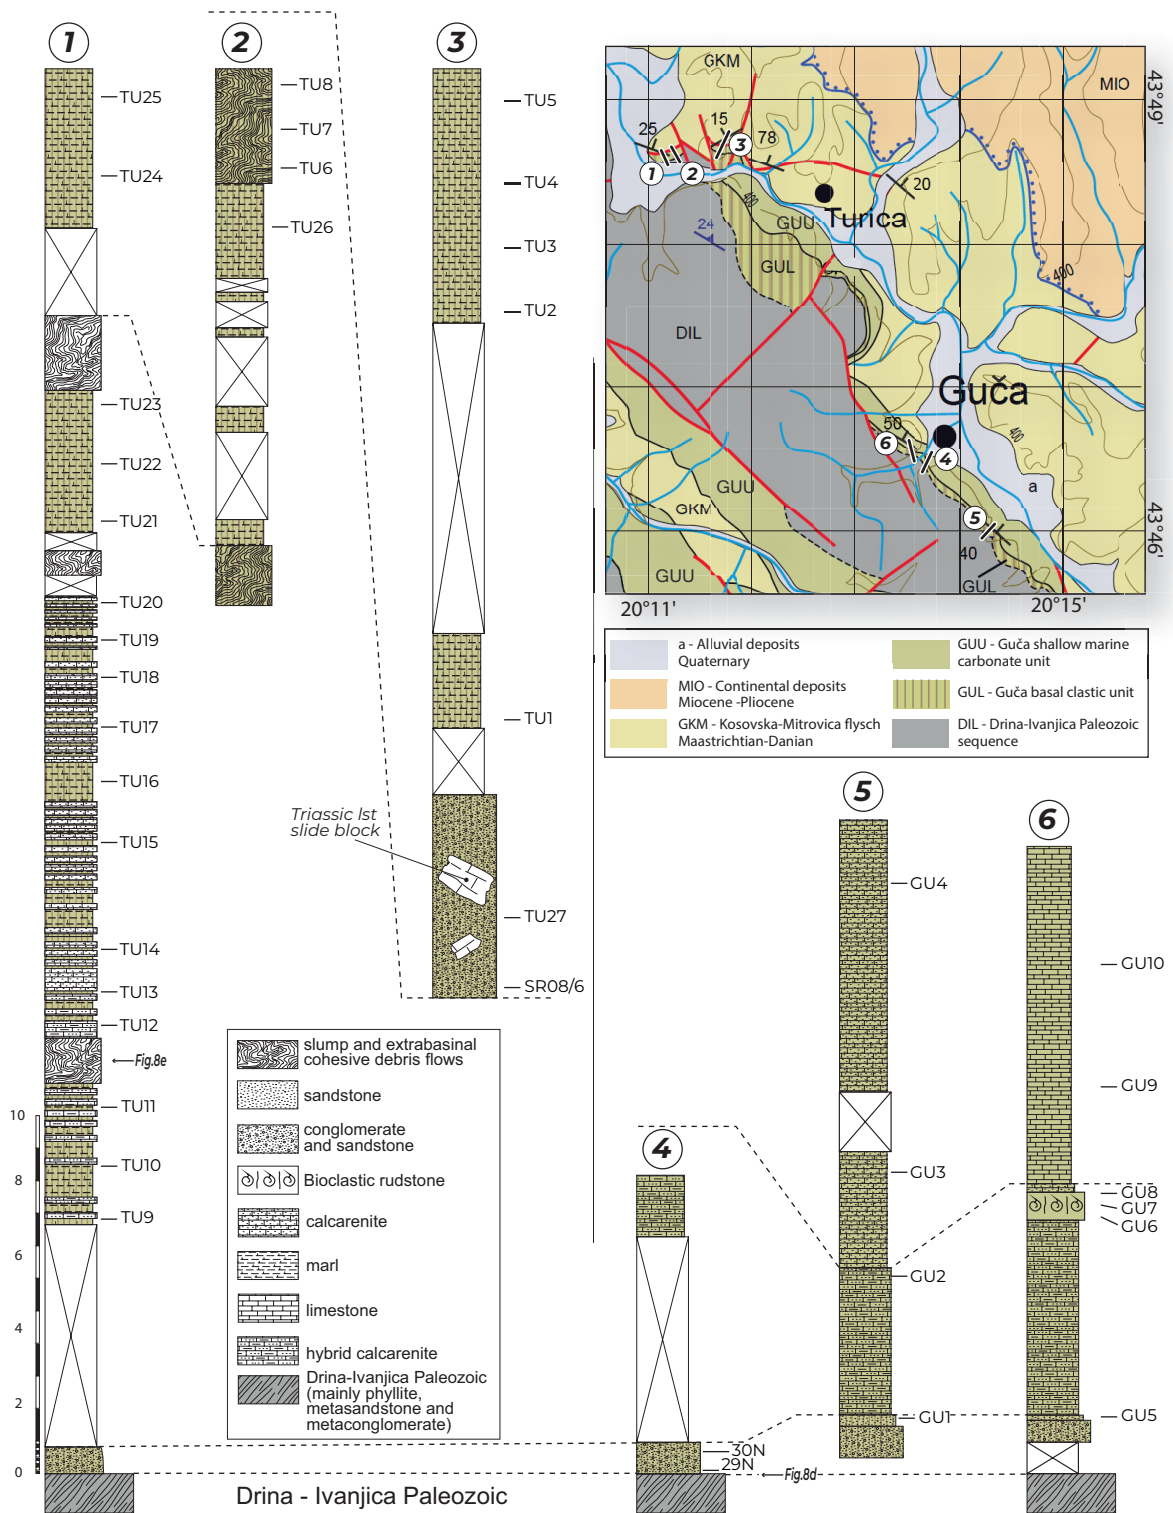 1
TU25
TU24
TU23
TU22
TU21
TU20
TU19
TU18
TU17
TU16
TU15
TU14
TU13
TU12
Fig.8e
TU11
TU10
TU9
10
8
6
4
2
0
2
TU8
TU7
TU6
TU26
3
TU5
TU4
TU3
TU2
TU1
Triassic lst
slide block
TU27
SR08/6
GKM
MIO
43°49'
15
25
78
3
1
2
20
400
Turica
24
GUU
GUL
400
DIL
Guča
50
400
6
4
GUU
a
GKM
5
43°46'
40
GUU
GUL
20°11'
20°15'
a - Alluvial deposits
Quaternary
MIO - Continental deposits
Miocene -Pliocene
GKM - Kosovska-Mitrovica flysch
Maastrichtian-Danian
GUU - Guča shallow marine
carbonate unit
GUL - Guča basal clastic unit
DIL - Drina-Ivanjica Paleozoic
sequence
slump and extrabasinal
cohesive debris flows
sandstone
conglomerate
and sandstone
Bioclastic rudstone
calcarenite
marl
limestone
hybrid calcarenite
Drina-Ivanjica Paleozoic
(mainly phyllite,
metasandstone and
metaconglomerate)
4
30N
29N
5
GU4
GU3
GU2
GU1
6
GU10
GU9
GU8
GU7
GU6
GU5
Fig.8d
Drina - Ivanjica Paleozoic